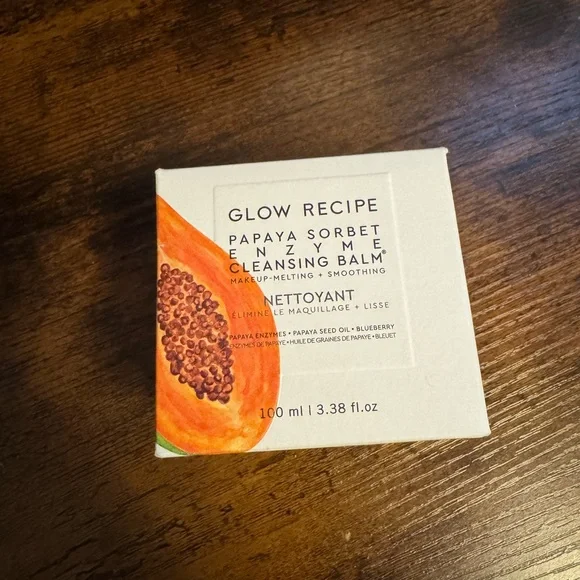 GLOW RECIPE
PAPAYA SORBET
ENZYME
CLEANSING BALM®
MAKEUP-MELTING + SMOOTHING
NETTOYANT
ÉLIMINE LE MAQUILLAGE + LISSE
PAPAYA ENZYMES • PAPAYA SEED OIL • BLUEBERRY
ENZYMES DE PAPAYE • HUILE DE GRAINES DE PAPAYE • BLEUET
100 ml | 3.38 fl.oz